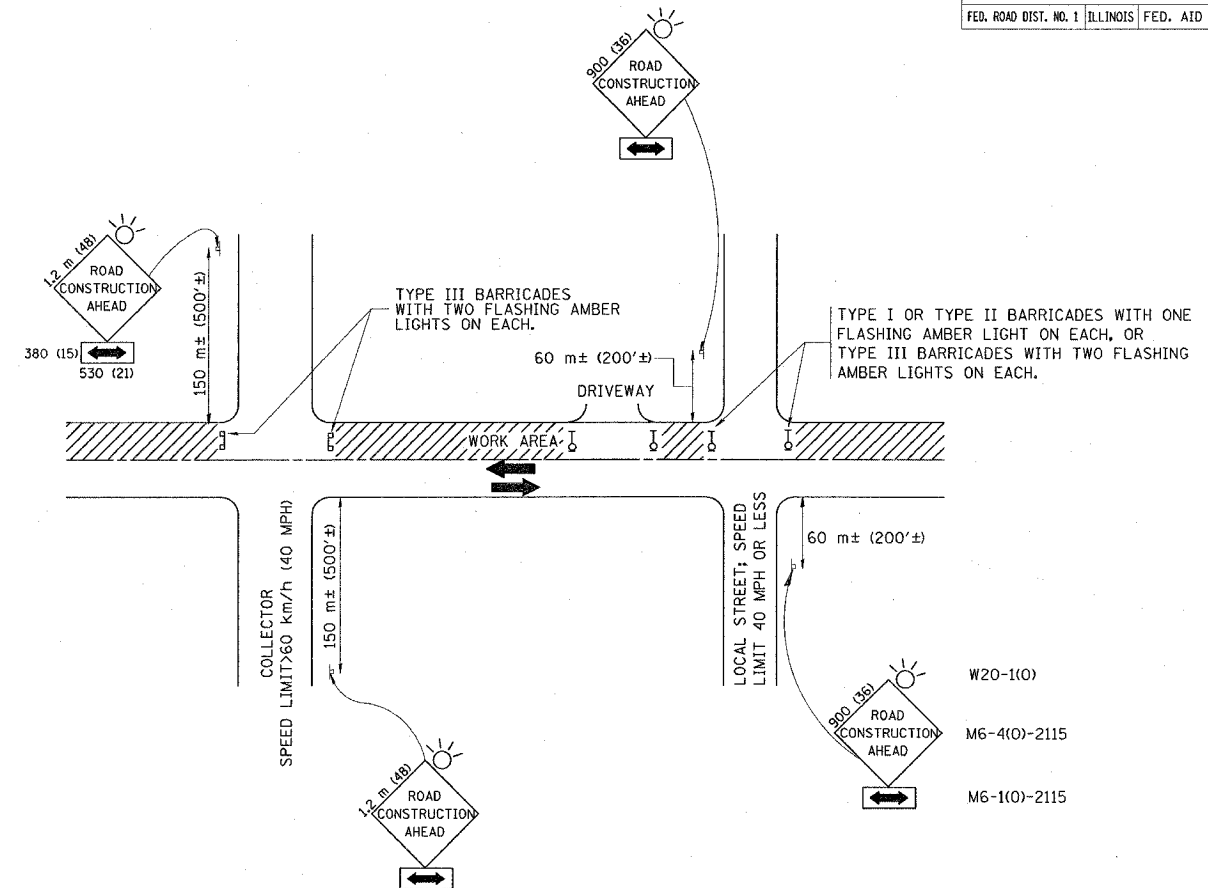 FED. ROAD DIST. NO. 1 ILLINOIS FED. AID
900 (36)
ROAD
CONSTRUCTION
AHEAD
1.2 m (48)
ROAD
CONSTRUCTION
AHEAD
380 (15)
530 (21)
150 m± (500'±)
TYPE III BARRICADES
WITH TWO FLASHING AMBER
LIGHTS ON EACH.
60 m± (200'±)
DRIVEWAY
TYPE I OR TYPE II BARRICADES WITH ONE
FLASHING AMBER LIGHT ON EACH, OR
TYPE III BARRICADES WITH TWO FLASHING
AMBER LIGHTS ON EACH.
WORK AREA
COLLECTOR
SPEED LIMIT>60 km/h (40 MPH)
150 m± (500'±)
LOCAL STREET; SPEED
LIMIT 40 MPH OR LESS
60 m± (200'±)
1.2 m (48)
ROAD
CONSTRUCTION
AHEAD
900 (36)
ROAD
CONSTRUCTION
AHEAD
W20-1(O)
M6-4(O)-2115
M6-1(O)-2115